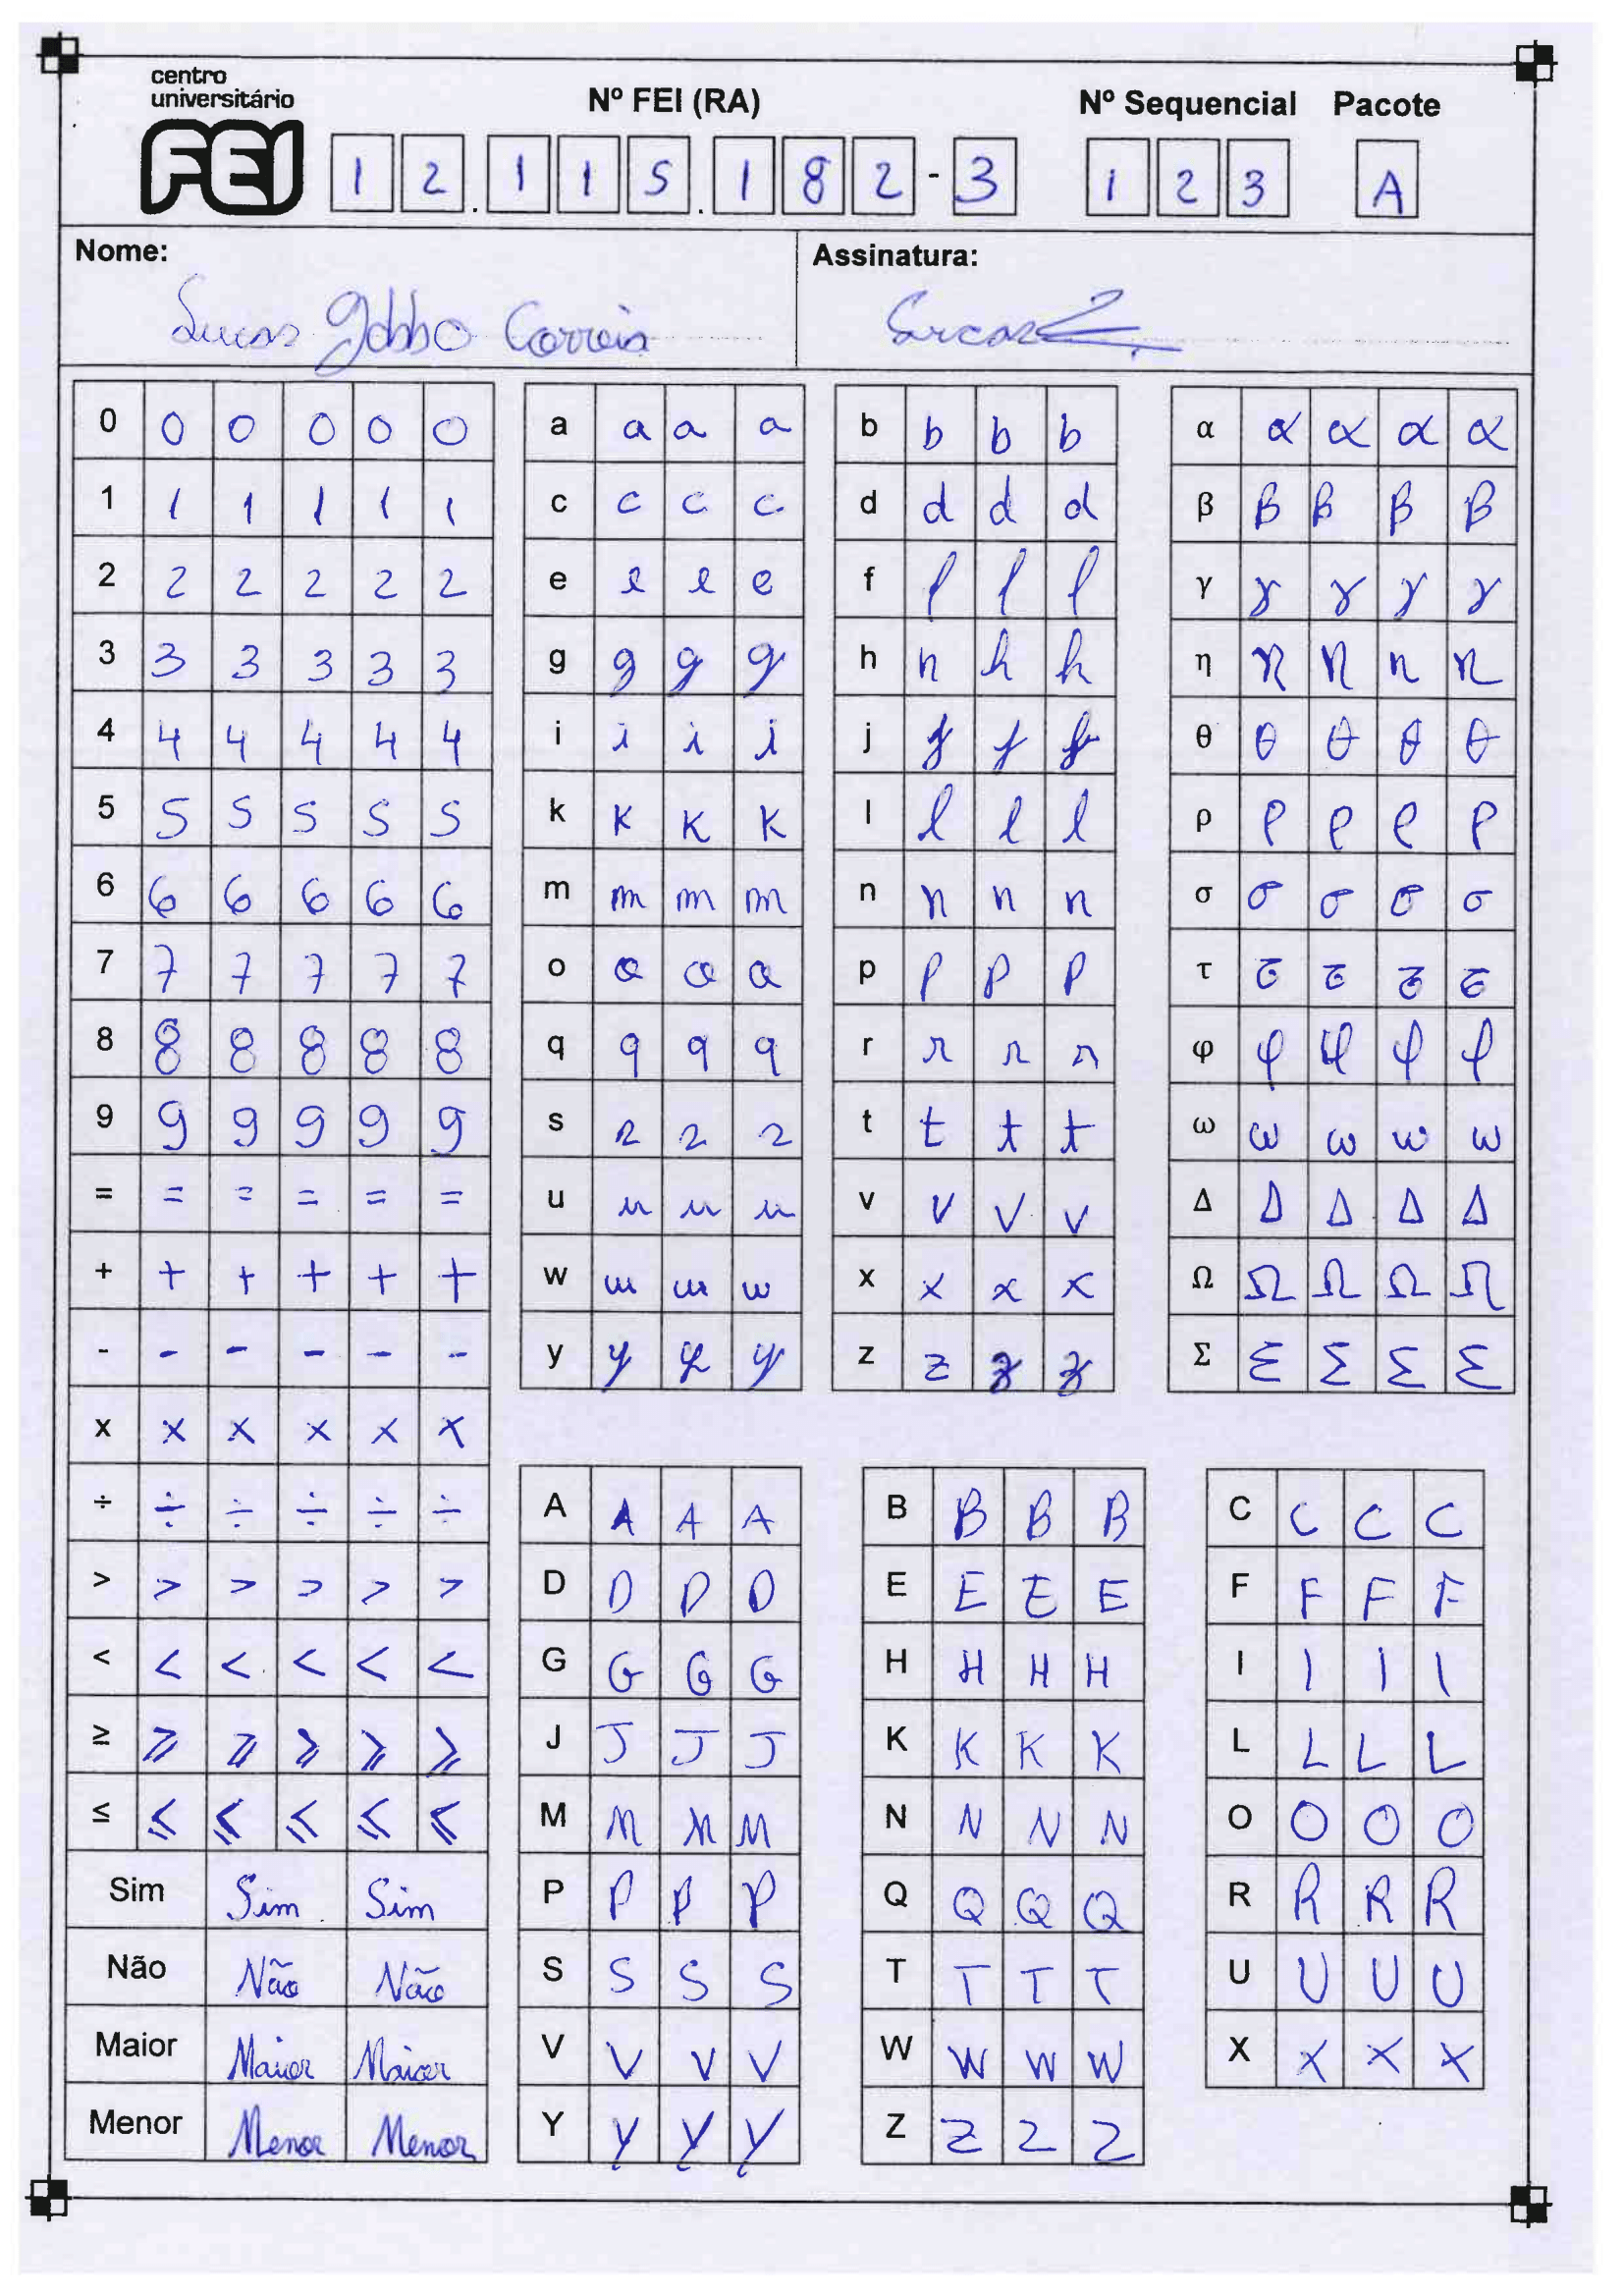 centro
universitário
FEI
Nº FEI (RA) Nº Sequencial Pacote
1 2 . 1 1 5 . 1 8 2 - 3 1 2 3 A
Nome: Assinatura:
Lucas Correia
0 0 0 0 0 0 a a a a b b b b α α α α α
1 1 1 1 1 1 c c c c d d d d β β β β β
2 2 2 2 2 2 e e e e f f f f γ γ γ γ γ
3 3 3 3 3 3 g g g g h h h h η η η η η
4 4 4 4 4 4 i i i i j j j j θ θ θ θ θ
5 5 5 5 5 5 k k k k l l l l ρ ρ ρ ρ ρ
6 6 6 6 6 6 m m m m n n n n σ σ σ σ σ
7 7 7 7 7 7 o o o o p p p p τ τ τ τ τ
8 8 8 8 8 8 q q q q r r r r φ φ φ φ φ
9 9 9 9 9 9 s s s s t t t t ω ω ω ω ω
= = = = = = u u u u v v v v Δ Δ Δ Δ Δ
+ + + + + + w w w w x x x x Ω Ω Ω Ω Ω
- - - - - - y y y y z z z z Σ Σ Σ Σ Σ
x x x x x x
÷ ÷ ÷ ÷ ÷ ÷ A A A A B B B B C C C C
> > > > > > D D D D E E E E F F F F
< < < < < < G G G G H H H H I I I I
≥ ≥ ≥ ≥ ≥ ≥ J J J J K K K K L L L L
≤ ≤ ≤ ≤ ≤ ≤ M M M M N N N N O O O O
Sim Sim Sim P P P P Q Q Q Q R R R R
Não Não Não S S S S T T T T U U U U
Maior Maior Maior V V V V W W W W X X X X
Menor Menor Menor Y Y Y Y Z Z Z Z